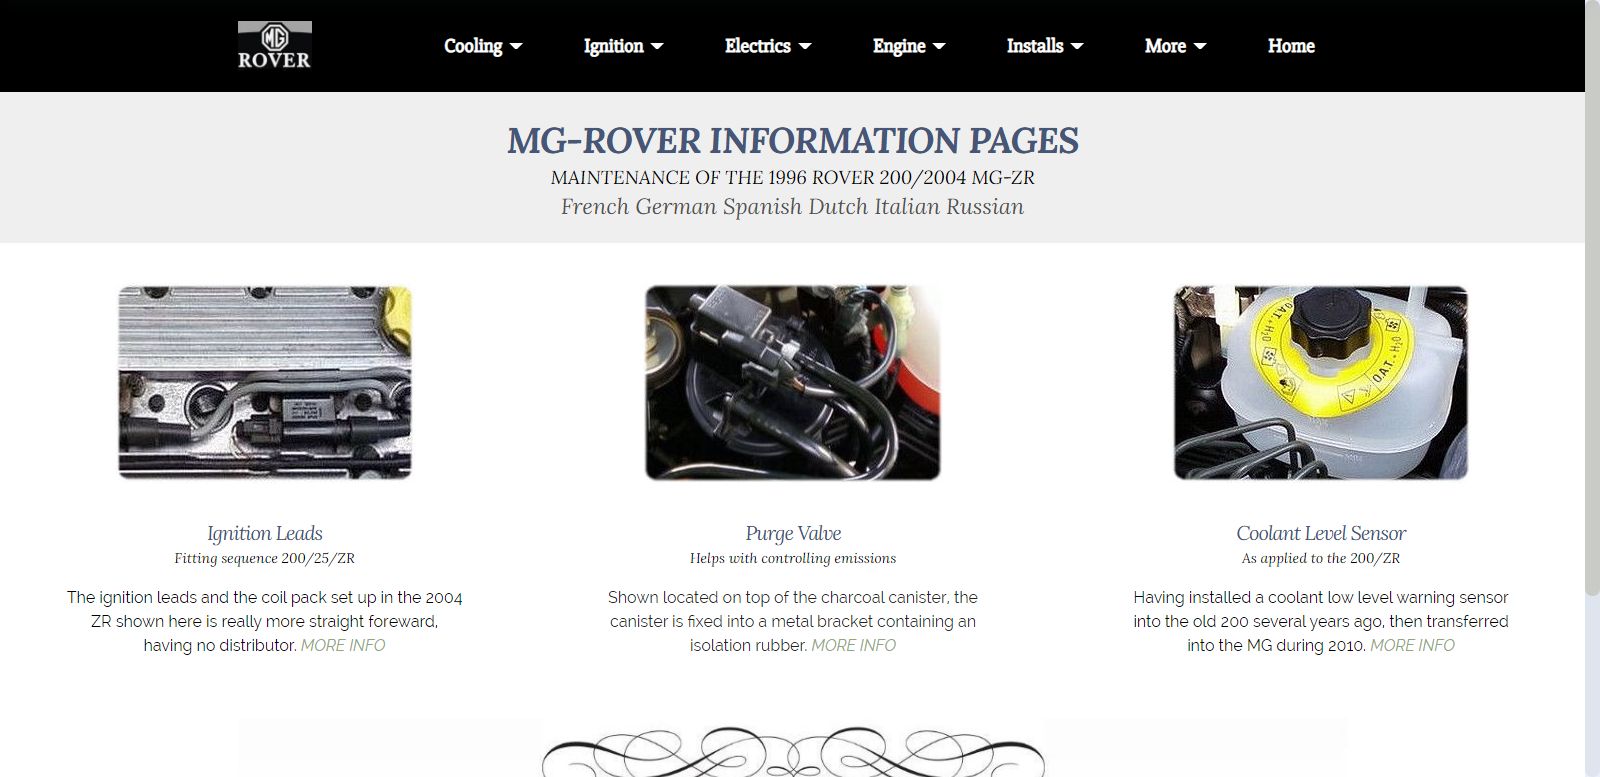 MG
ROVER
Cooling Ignition Electrics Engine Installs More Home
MG-ROVER INFORMATION PAGES
MAINTENANCE OF THE 1996 ROVER 200/2004 MG-ZR
French German Spanish Dutch Italian Russian
O.A.T. + H₂O
O.A.T. + H₂O
Ignition Leads
Fitting sequence 200/25/ZR
The ignition leads and the coil pack set up in the 2004
ZR shown here is really more straight foreward,
having no distributor. MORE INFO
Purge Valve
Helps with controlling emissions
Shown located on top of the charcoal canister, the
canister is fixed into a metal bracket containing an
isolation rubber. MORE INFO
Coolant Level Sensor
As applied to the 200/ZR
Having installed a coolant low level warning sensor
into the old 200 several years ago, then transferred
into the MG during 2010. MORE INFO